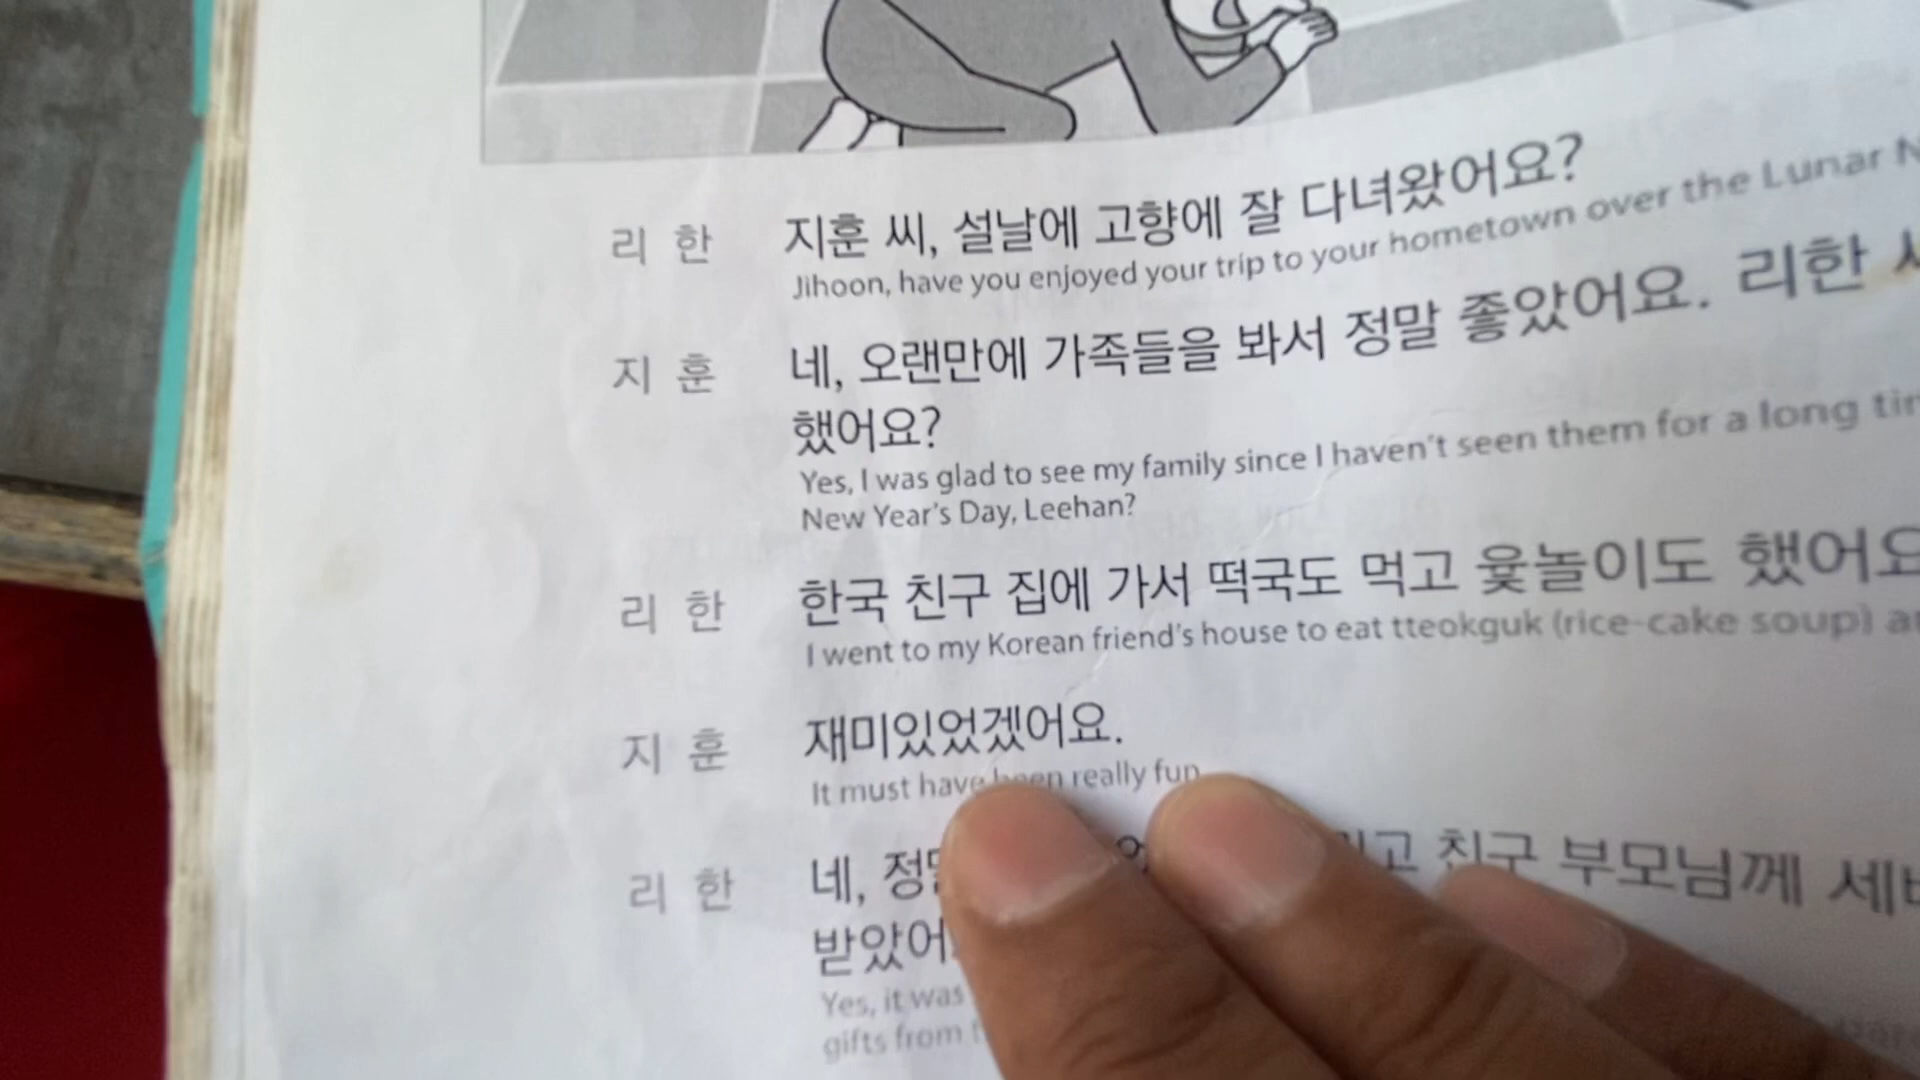 리 한 지훈 씨, 설날에 고향에 잘 다녀왔어요?
Jihoon, have you enjoyed your trip to your hometown over the Lunar
지 훈 네, 오랜만에 가족들을 봐서 정말 좋았어요. 리한
했어요?
Yes, I was glad to see my family since I haven't seen them for a long
New Year's Day, Leehan?
리 한 한국 친구 집에 가서 떡국도 먹고 윷놀이도 했어요
I went to my Korean friend's house to eat tteokguk (rice-cake soup)
지 훈 재미있었겠어요.
It must have been really fun
리 한 네, 친구 부모님께
Yes, it was
gifts from